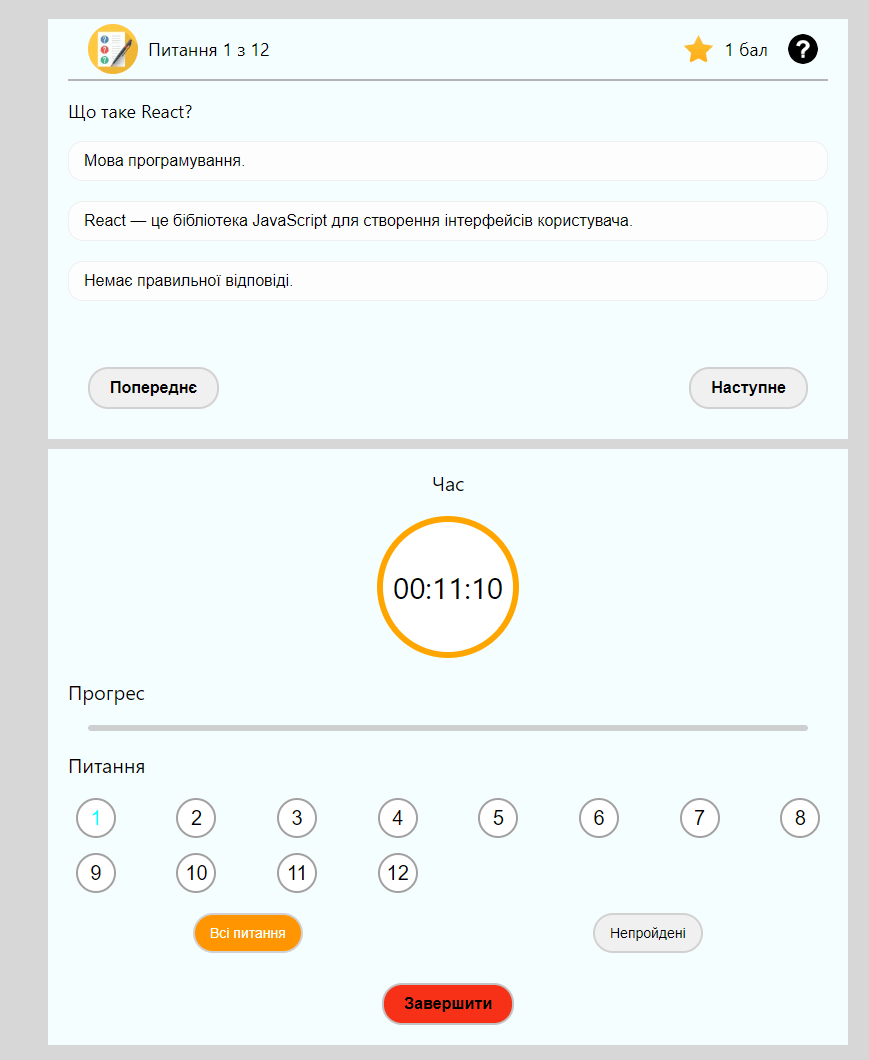 Питання 1 з 12
1 бал
?
Що таке React?
Мова програмування.
React — це бібліотека JavaScript для створення інтерфейсів користувача.
Немає правильної відповіді.
Попереднє
Наступне
Час
00:11:10
Прогрес
Питання
1 2 3 4 5 6 7 8
9 10 11 12
Всі питання
Непройдені
Завершити